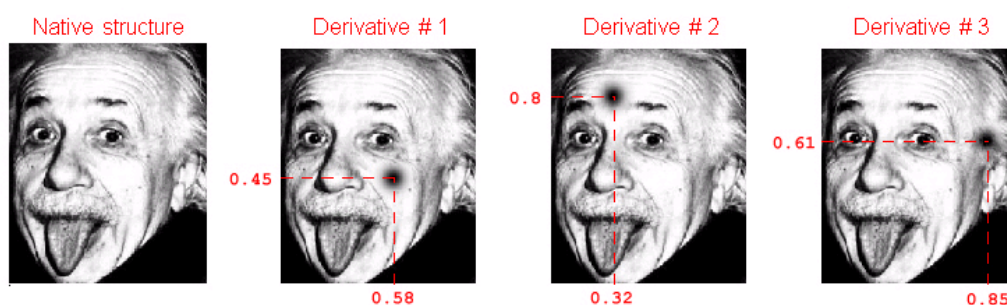 Native structure
Derivative # 1
Derivative # 2
Derivative # 3
0.45
0.58
0.8
0.32
0.61
0.85